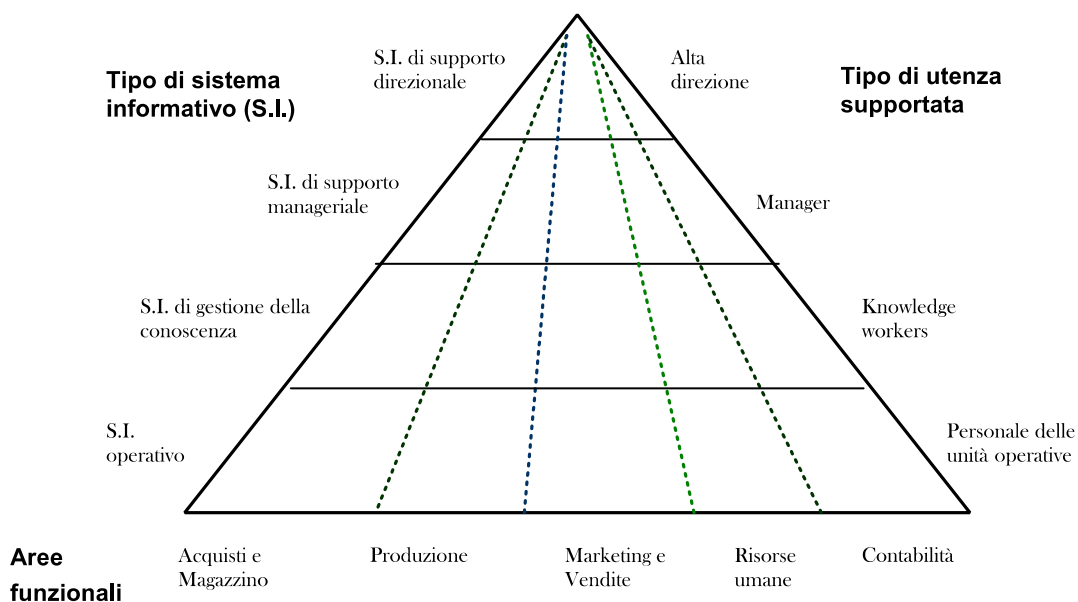 S.I. di supporto
direzionale
Alta
direzione
Tipo di sistema
informativo (S.I.)
Tipo di utenza
supportata
S.I. di supporto
manageriale
Manager
S.I. di gestione della
conoscenza
Knowledge
workers
S.I.
operativo
Personale delle
unità operative
Aree
funzionali
Acquisti e
Magazzino
Produzione
Marketing e
Vendite
Risorse
umane
Contabilità